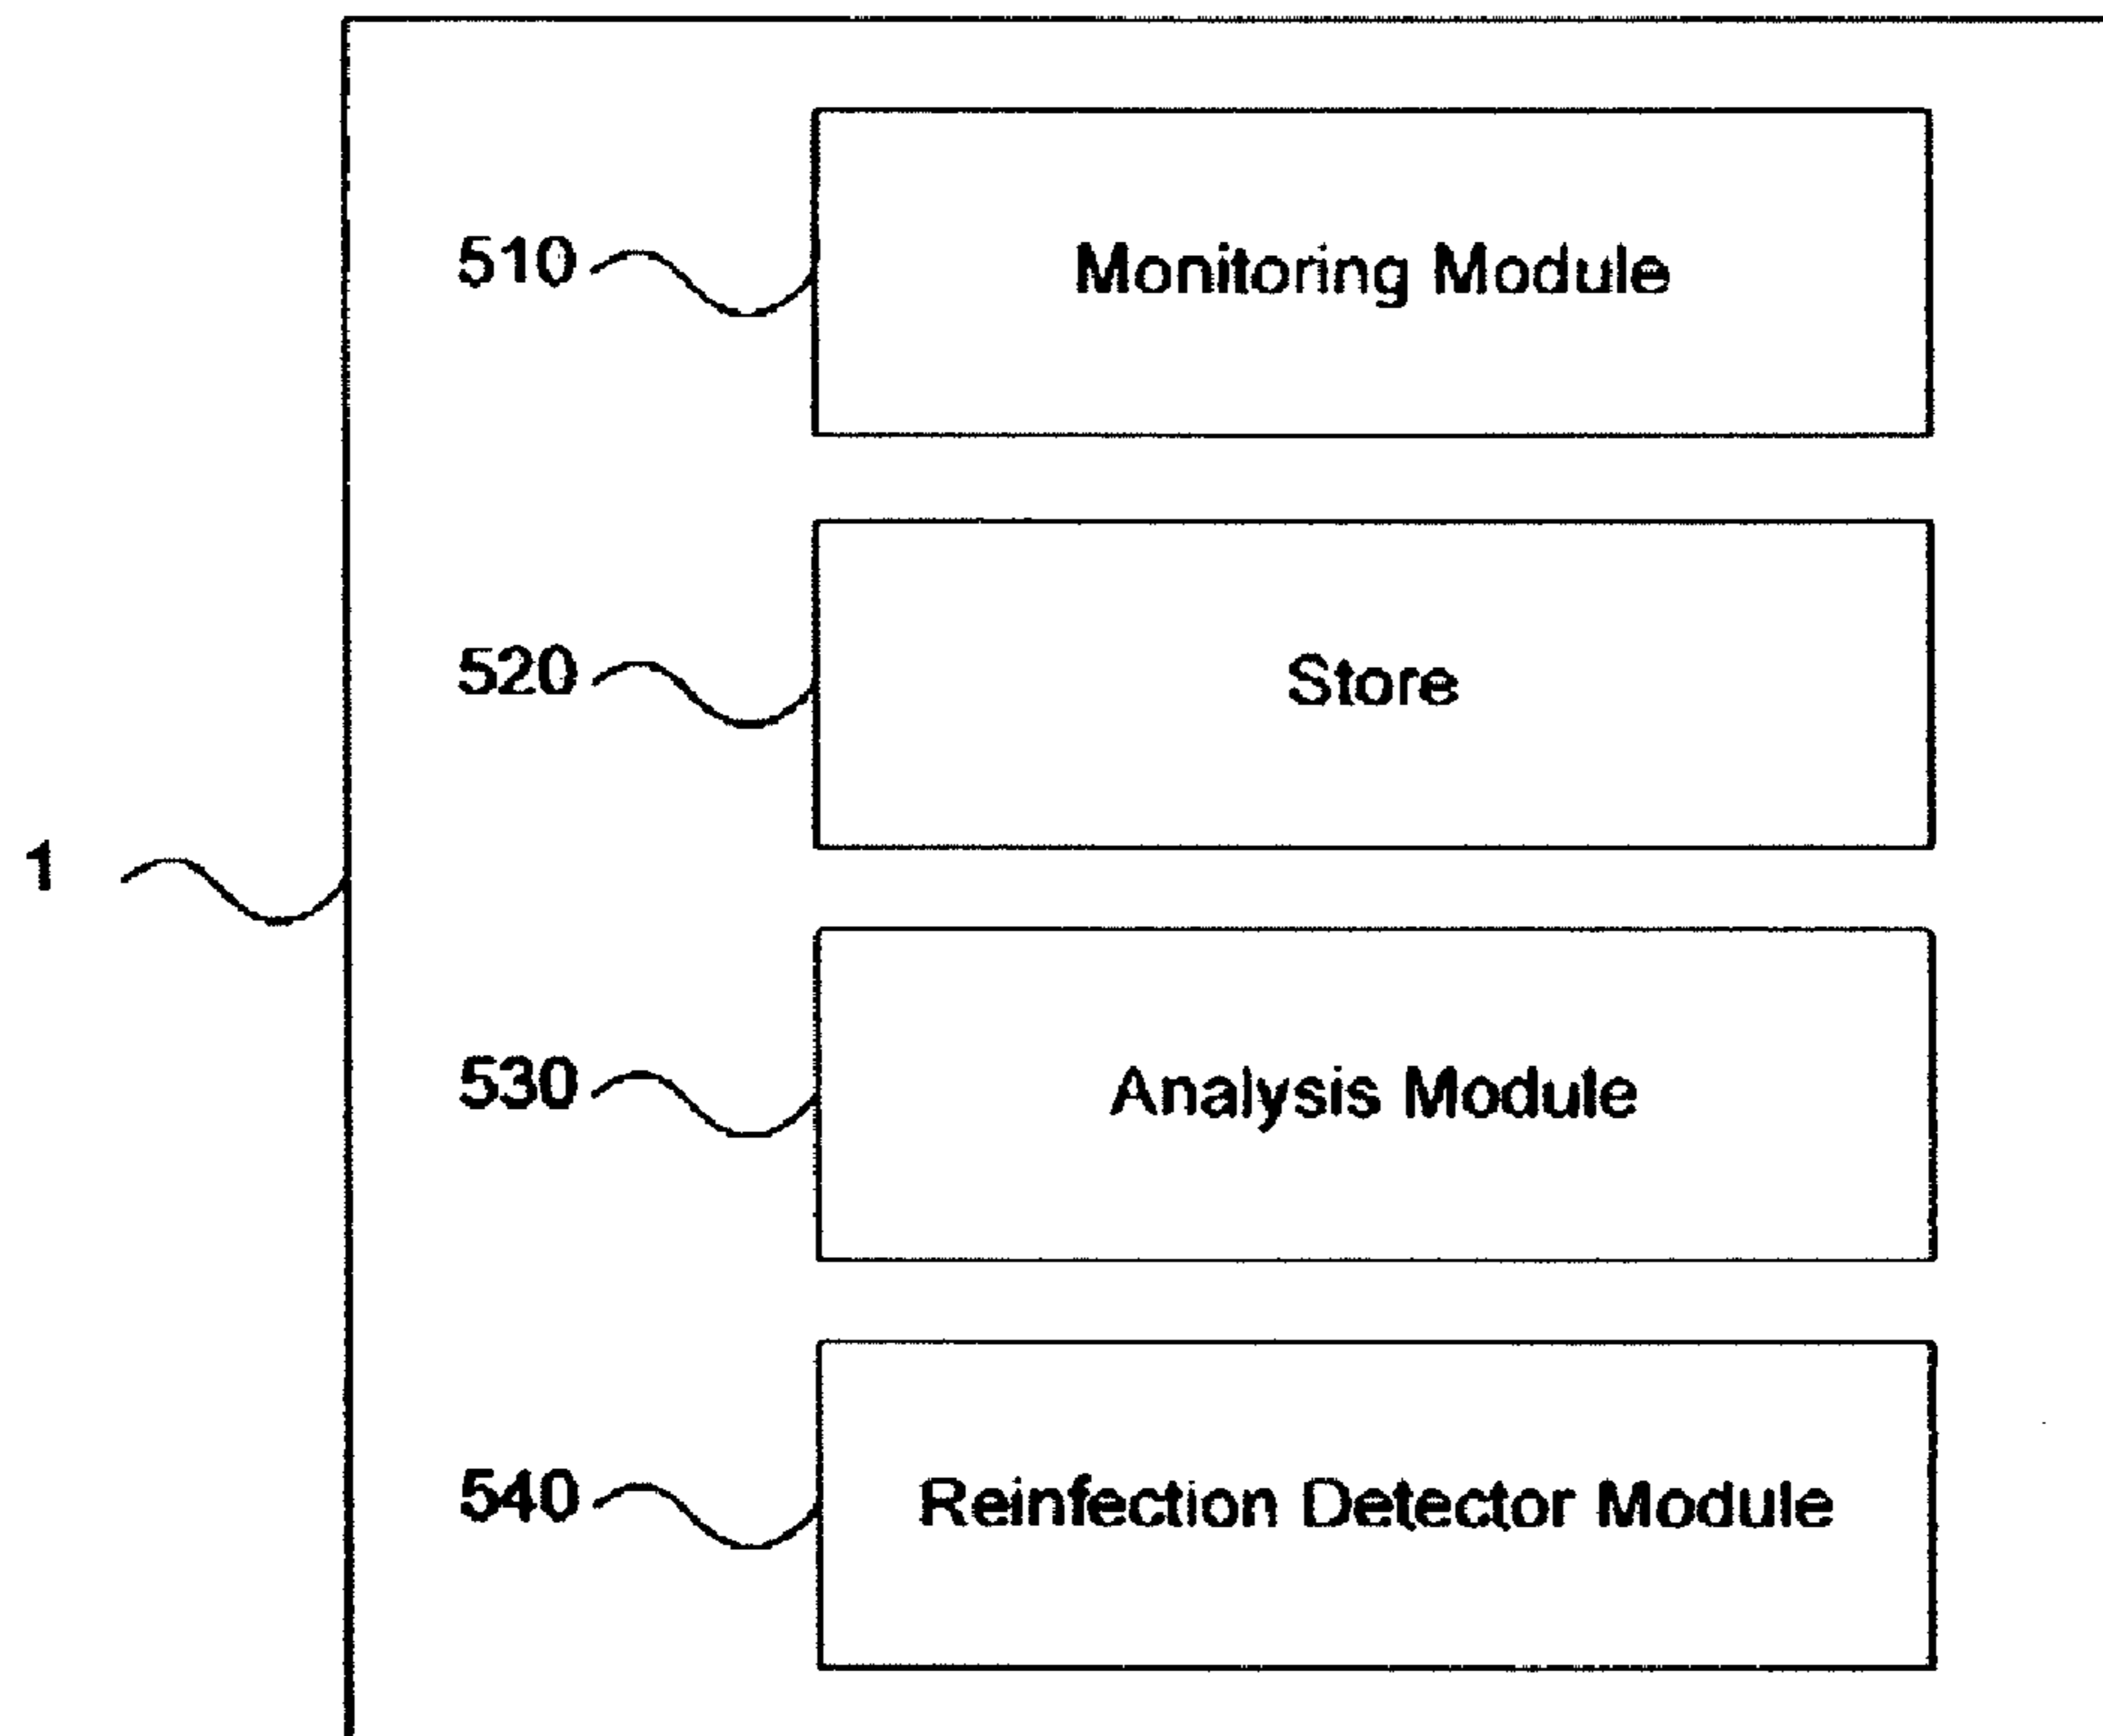 510 Monitoring Module
520 Store
1
530 Analysis Module
540 Reinfection Detector Module